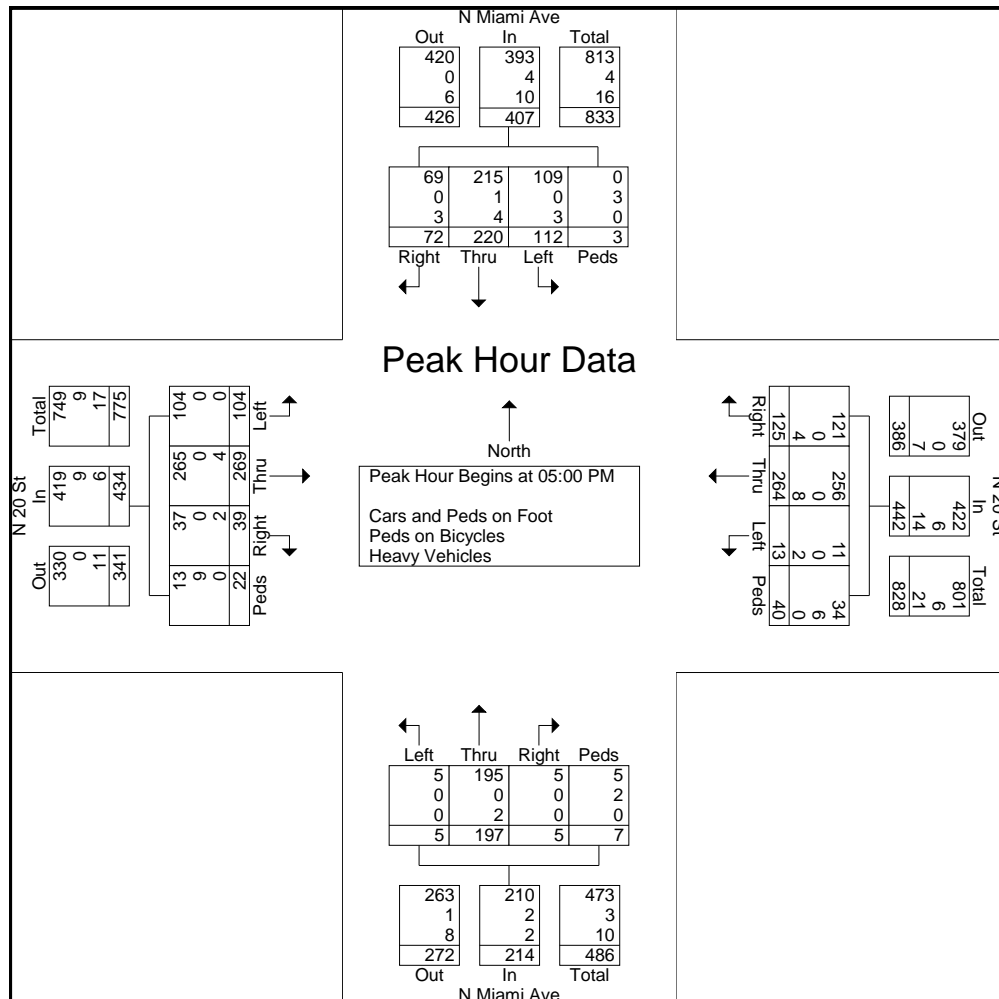 N Miami Ave
Out In Total
420 393 813
0 4 4
6 10 16
426 407 833
69 215 109 0
0 1 0 3
3 4 3 0
72 220 112 3
Right Thru Left Peds
Peak Hour Data
North
Peak Hour Begins at 05:00 PM
Cars and Peds on Foot
Peds on Bicycles
Heavy Vehicles
N 20 St
Out In Total
330 419 749
0 9 9
11 6 17
341 434 775
13 37 265 104
9 0 0 0
0 2 4 0
22 39 269 104
Peds Right Thru Left
N 20 St
Out In Total
379 422 801
0 6 6
7 14 21
386 442 828
121 256 11 34
0 0 0 6
4 8 2 0
125 264 13 40
Right Thru Left Peds
Left Thru Right Peds
5 195 5 5
0 0 0 2
0 2 0 0
5 197 5 7
263 210 473
1 2 3
8 2 10
272 214 486
Out In Total
N Miami Ave